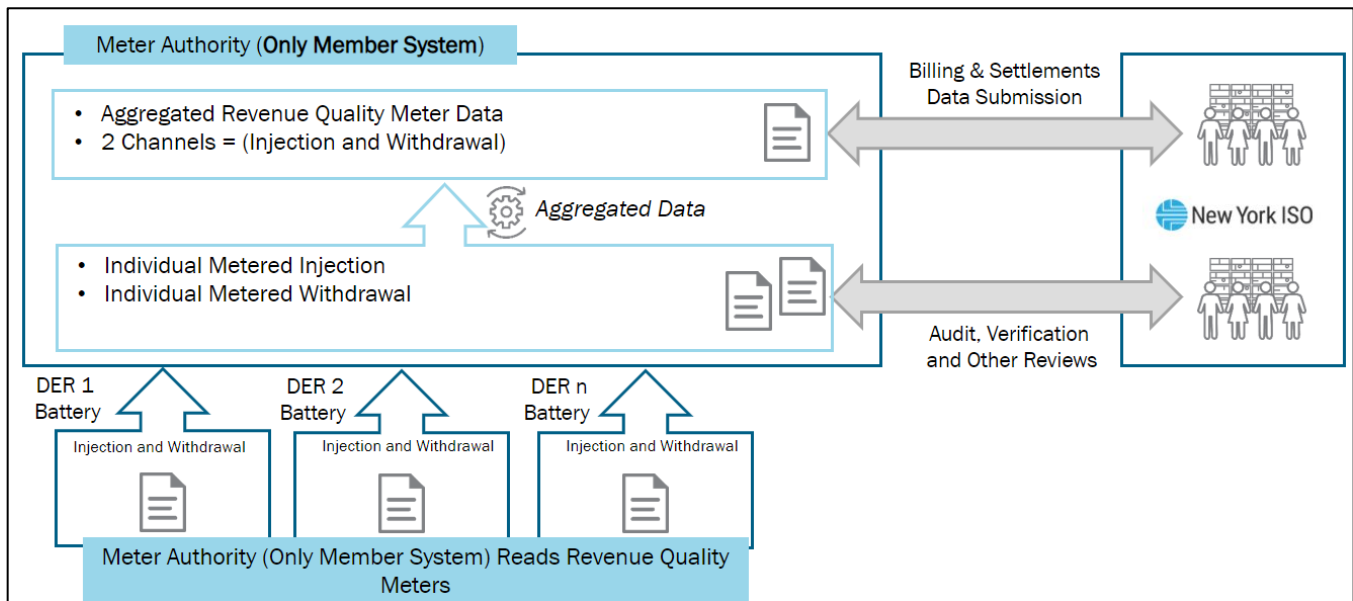 Meter Authority (Only Member System)
• Aggregated Revenue Quality Meter Data
• 2 Channels = (Injection and Withdrawal)
Billing & Settlements
Data Submission
Aggregated Data
New York ISO
• Individual Metered Injection
• Individual Metered Withdrawal
Audit, Verification
and Other Reviews
DER 1
Battery
DER 2
Battery
DER n
Battery
Injection and Withdrawal
Injection and Withdrawal
Injection and Withdrawal
Meter Authority (Only Member System) Reads Revenue Quality
Meters